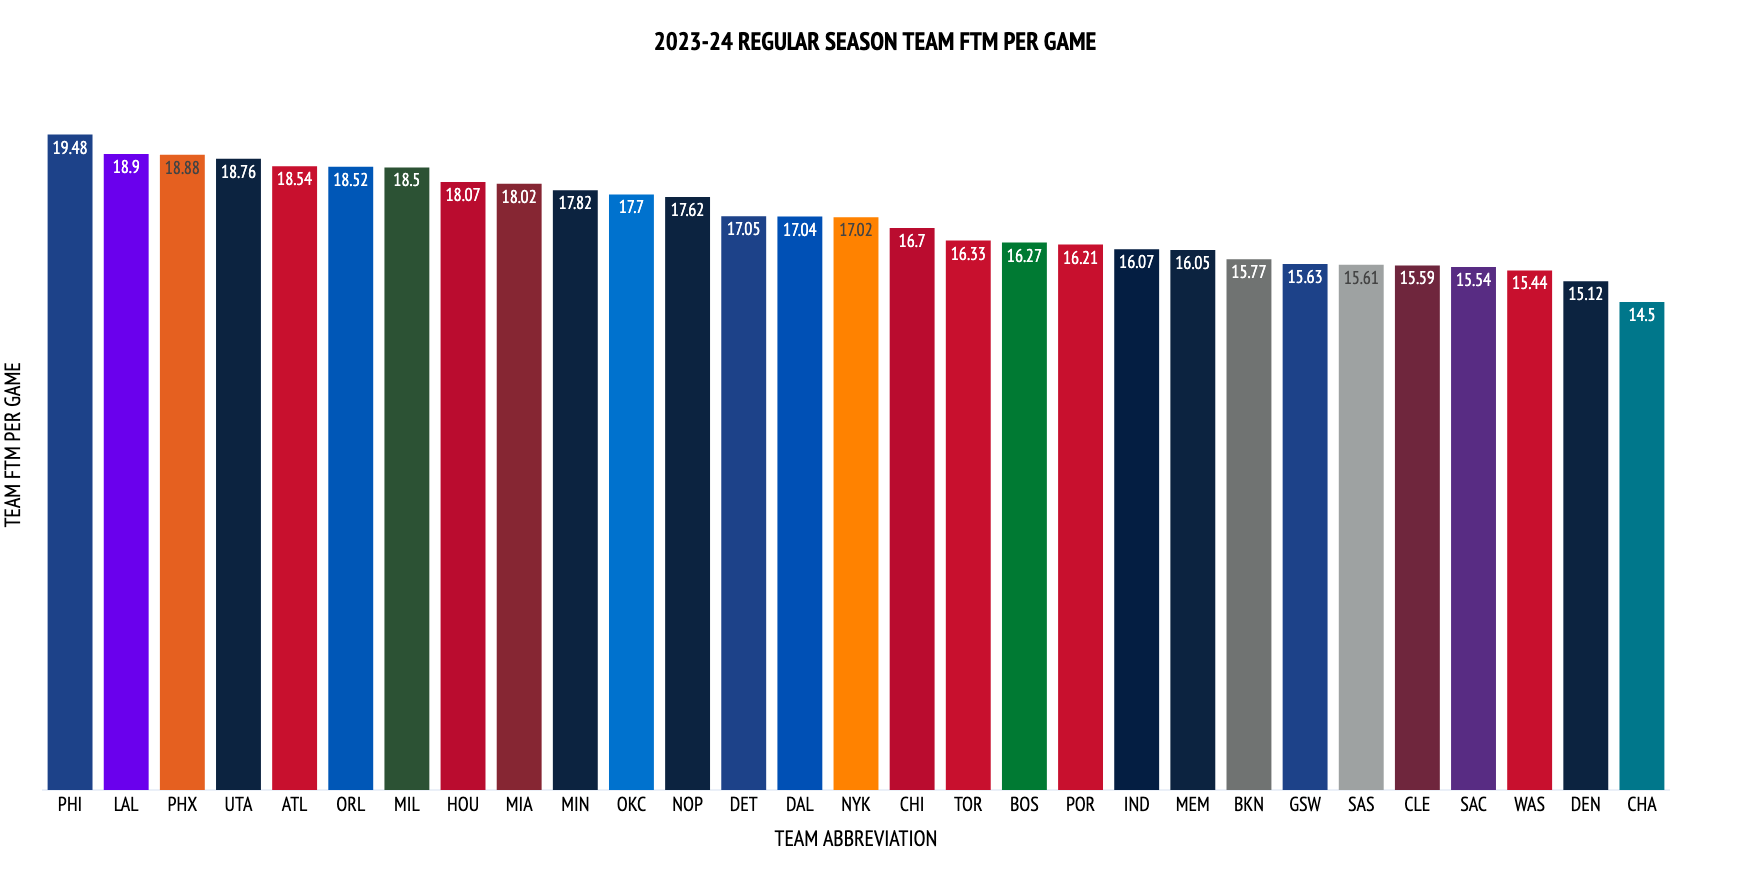 2023-24 REGULAR SEASON TEAM FTM PER GAME
TEAM FTM PER GAME
19.48 18.9 18.88 18.76 18.54 18.52 18.5 18.07 18.02 17.82 17.7 17.62 17.05 17.04 17.02 16.7 16.33 16.27 16.21 16.07 16.05 15.77 15.63 15.61 15.59 15.54 15.44 15.12 14.5
PHI LAL PHX UTA ATL ORL MIL HOU MIA MIN OKC NOP DET DAL NYK CHI TOR BOS POR IND MEM BKN GSW SAS CLE SAC WAS DEN CHA
TEAM ABBREVIATION